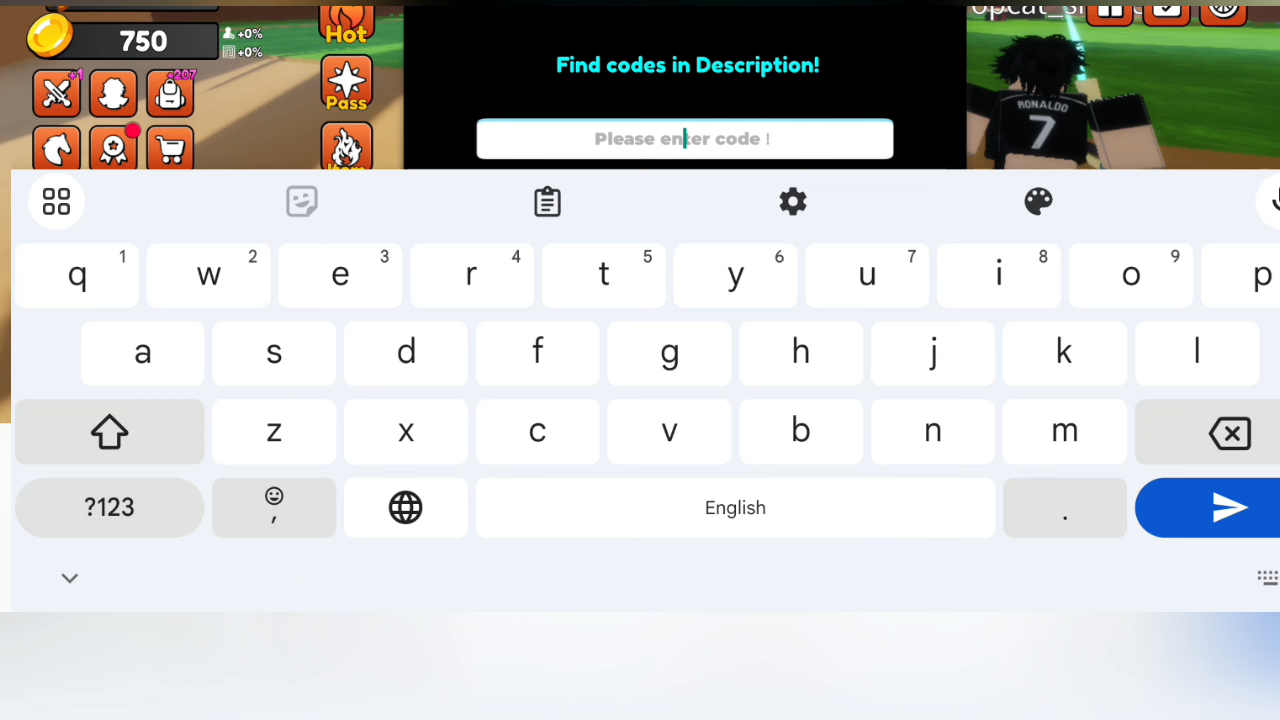 750
+0%
+0%
+1
Hot
Pass
Find codes in Description!
Please enter code !
RONALDO
7
q 1 w 2 e 3 r 4 t 5 y 6 u 7 i 8 o 9 p
a s d f g h j k l
z x c v b n m
?123 , English .